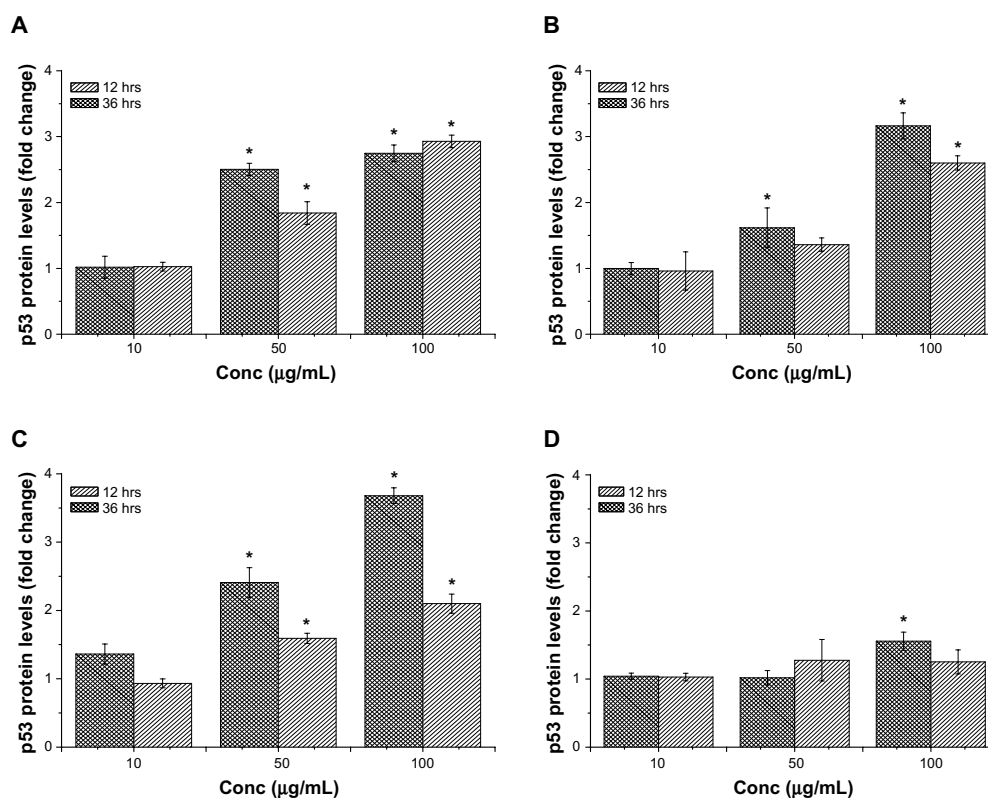 A
p53 protein levels (fold change)
4
3
2
1
0
12 hrs
36 hrs
*
*
*
*
10
50
100
Conc (μg/mL)
B
p53 protein levels (fold change)
4
3
2
1
0
12 hrs
36 hrs
*
*
*
10
50
100
Conc (μg/mL)
C
p53 protein levels (fold change)
4
3
2
1
0
12 hrs
36 hrs
*
*
*
*
10
50
100
Conc (μg/mL)
D
p53 protein levels (fold change)
4
3
2
1
0
12 hrs
36 hrs
*
10
50
100
Conc (μg/mL)